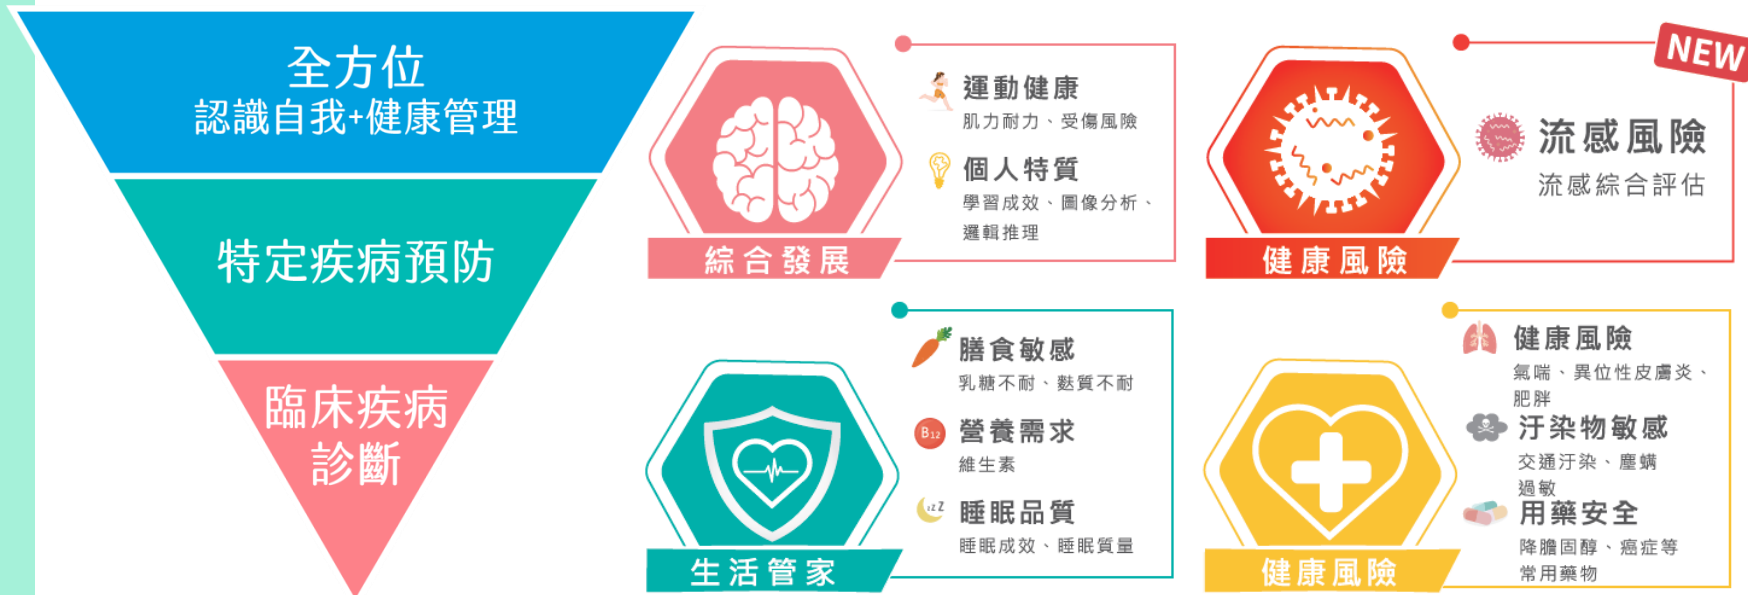 全方位
認識自我+健康管理
特定疾病預防
臨床疾病
診斷
運動健康
肌力耐力、受傷風險
個人特質
學習成效、圖像分析、
邏輯推理
綜合發展
NEW
流感風險
流感綜合評估
健康風險
膳食敏感
乳糖不耐、麩質不耐
B12
營養需求
維生素
zzZ
睡眠品質
睡眠成效、睡眠質量
生活管家
健康風險
氣喘、異位性皮膚炎、
肥胖
汙染物敏感
交通汙染、塵蟎
過敏
用藥安全
降膽固醇、癌症等
常用藥物
健康風險